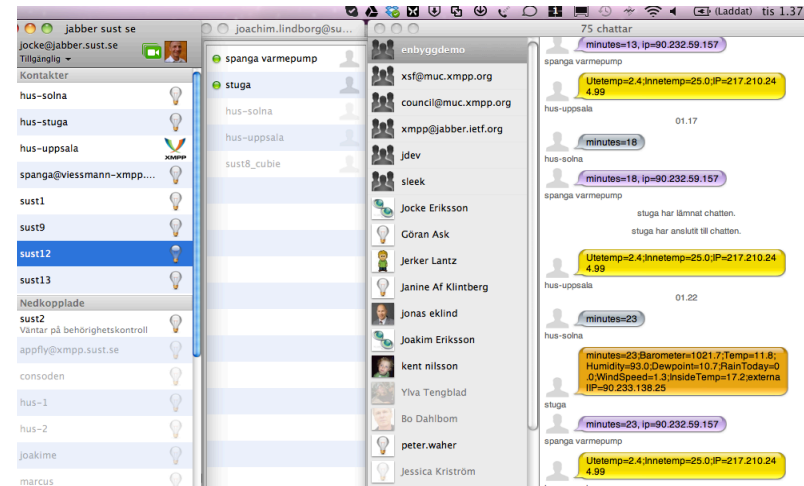 (Laddat) tis 1.37
jabber sust se
jocke@jabber.sust.se
Tillgänglig
Kontakter
hus-solna
hus-stuga
hus-uppsala
XMPP
spanga@viessmann-xmpp....
sust1
sust9
sust12
sust13
Nedkopplade
sust2
Väntar på behörighetskontroll
appfly@xmpp.sust.se
consoden
hus-1
hus-2
joakime
marcus
joachim.lindborg@su...
spanga varmepump
stuga
hus-solna
hus-uppsala
sust8_cubie
75 chattar
enbyggdemo
xsf@muc.xmpp.org
council@muc.xmpp.org
xmpp@jabber.ietf.org
jdev
sleek
Jocke Eriksson
Göran Ask
Jerker Lantz
Janine Af Klintberg
jonas eklind
Joakim Eriksson
kent nilsson
Ylva Tengblad
Bo Dahlbom
peter.waher
Jessica Kriström
minutes=13, ip=90.232.59.157
spanga varmepump
Utetemp=2.4;Innetemp=25.0;IP=217.210.24
4.99
hus-uppsala
01.17
minutes=18
hus-solna
minutes=18, ip=90.232.59.157
spanga varmepump
stuga har lämnat chatten.
stuga har anslutit till chatten.
Utetemp=2.4;Innetemp=25.0;IP=217.210.24
4.99
hus-uppsala
01.22
minutes=23
hus-solna
minutes=23;Barometer=1021.7;Temp=11.8;
Humidity=93.0;Dewpoint=10.7;RainToday=0
.0;WindSpeed=1.3;InsideTemp=17.2;externa
lIP=90.233.138.25
stuga
minutes=23, ip=90.232.59.157
spanga varmepump
Utetemp=2.4;Innetemp=25.0;IP=217.210.24
4.99